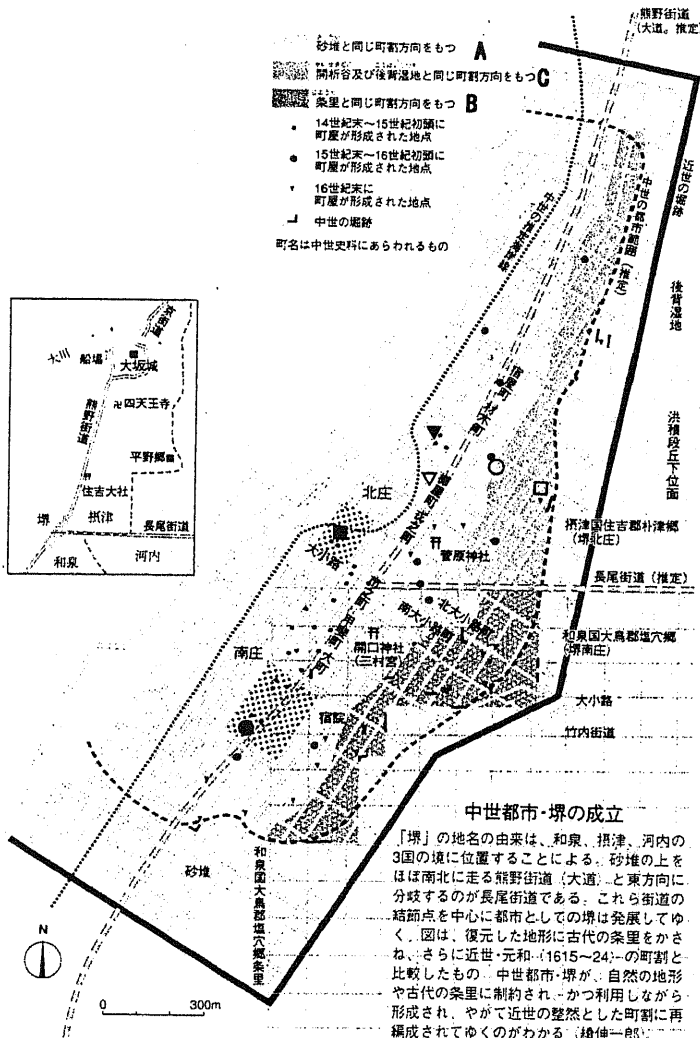 熊野街道
(大道。推定)
砂堆と同じ町割方向をもつ A
開析谷及び後背湿地と同じ町割方向をもつ C
条里と同じ町割方向をもつ B
14世紀末~15世紀初頭に
町屋が形成された地点
15世紀末~16世紀初頭に
町屋が形成された地点
16世紀末に
町屋が形成された地点
中世の堀跡
町名は中世史料にあらわれるもの
近世の堀跡
中世の都市範囲(推定)
後背湿地
洪積段丘下位面
京街道
大川
船場
大坂城
熊野街道
卍四天王寺
平野郷
住吉大社
堺
摂津
長尾街道
和泉
河内
宿屋町
材木町
北庄
大小路
菅原神社
摂津国住吉郡朴津郷
(堺北庄)
長尾街道(推定)
北大小路町
南大小路町
和泉国大鳥郡塩穴郷
(堺南庄)
開口神社
(三村宮)
南庄
大小路
宿院
竹内街道
砂堆
和泉国大鳥郡塩穴郷条里
N
0
300m
中世都市・堺の成立
「堺」の地名の由来は、和泉、摂津、河内の
3国の境に位置することによる。砂堆の上を
ほぼ南北に走る熊野街道(大道)と東方向に
分岐するのが長尾街道である。これら街道の
結節点を中心に都市としての堺は発展してゆ
く。図は、復元した地形に古代の条里をかさ
ね、さらに近世・元和(1615~24)の町割と
比較したもの。中世都市・堺が、自然の地形
や古代の条里に制約され、かつ利用しながら
形成され、やがて近世の整然とした町割に再
編成されてゆくのがわかる